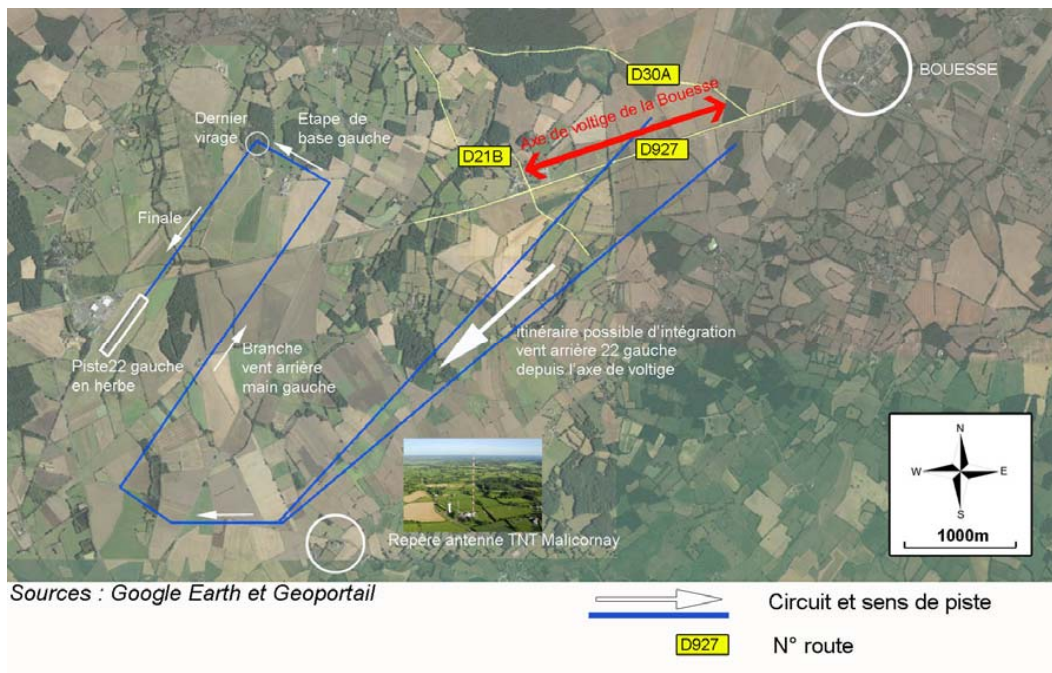 BOUESSE
D30A
Axe de voltige de la Bouesse
Dernier
virage
Etape de
base gauche
D21B
D927
Finale
Itinéraire possible d'intégration
vent arrière 22 gauche
depuis l'axe de voltige
Piste22 gauche
en herbe
Branche
vent arrière
main gauche
N
W
E
S
1000m
Repère antenne TNT Malicornay
Sources : Google Earth et Geoportail
Circuit et sens de piste
D927
N° route